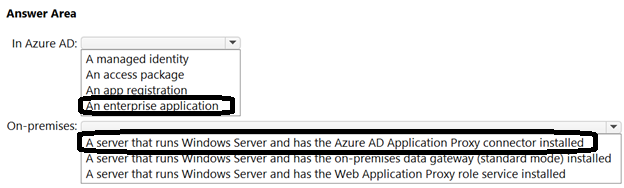 Answer Area
In Azure AD:
A managed identity
An access package
An app registration
An enterprise application
On-premises:
A server that runs Windows Server and has the Azure AD Application Proxy connector installed
A server that runs Windows Server and has the on-premises data gateway (standard mode) installed
A server that runs Windows Server and has the Web Application Proxy role service installed